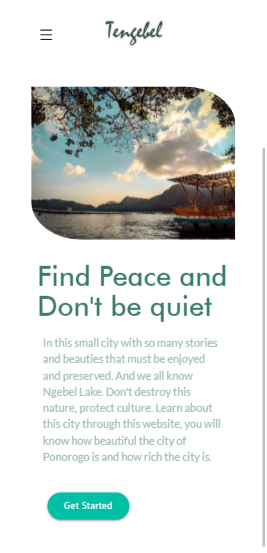 Tengebel
Find Peace and
Don't be quiet
In this small city with so many stories
and beauties that must be enjoyed
and preserved. And we all know
Ngebel Lake. Don't destroy this
nature, protect culture. Learn about
this city through this website, you will
know how beautiful the city of
Ponorogo is and how rich the city is.
Get Started